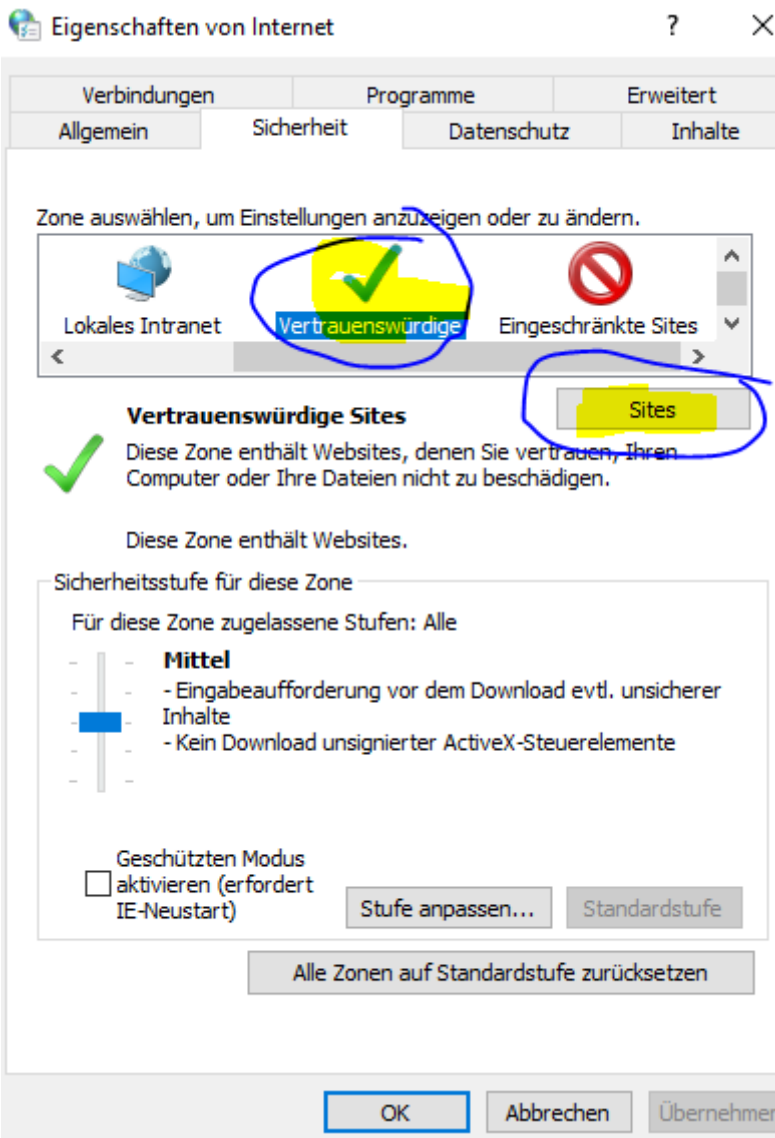 Eigenschaften von Internet ? ×
Verbindungen Programme Erweitert
Allgemein Sicherheit Datenschutz Inhalte
Zone auswählen, um Einstellungen anzuzeigen oder zu ändern.
Lokales Intranet Vertrauenswürdige Eingeschränkte Sites
Sites
Vertrauenswürdige Sites
Diese Zone enthält Websites, denen Sie vertrauen, Ihren
Computer oder Ihre Dateien nicht zu beschädigen.
Diese Zone enthält Websites.
Sicherheitsstufe für diese Zone
Für diese Zone zugelassene Stufen: Alle
Mittel
- Eingabeaufforderung vor dem Download evtl. unsicherer
Inhalte
- Kein Download unsignierter ActiveX-Steuerelemente
Geschützten Modus
aktivieren (erfordert
IE-Neustart)
Stufe anpassen... Standardstufe
Alle Zonen auf Standardstufe zurücksetzen
OK Abbrechen Übernehmen